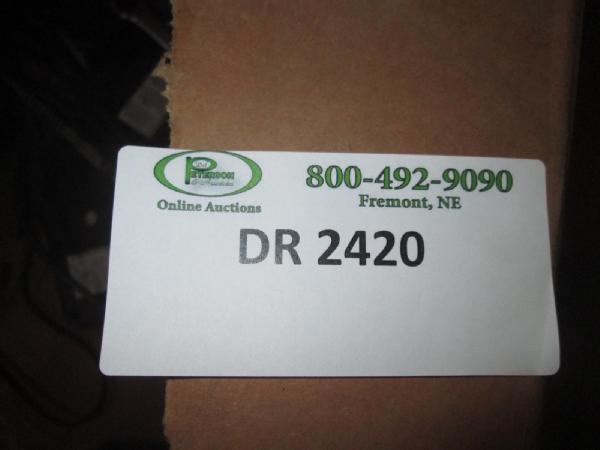 PETERSON
Online Auctions
800-492-9090
Fremont, NE
DR 2420